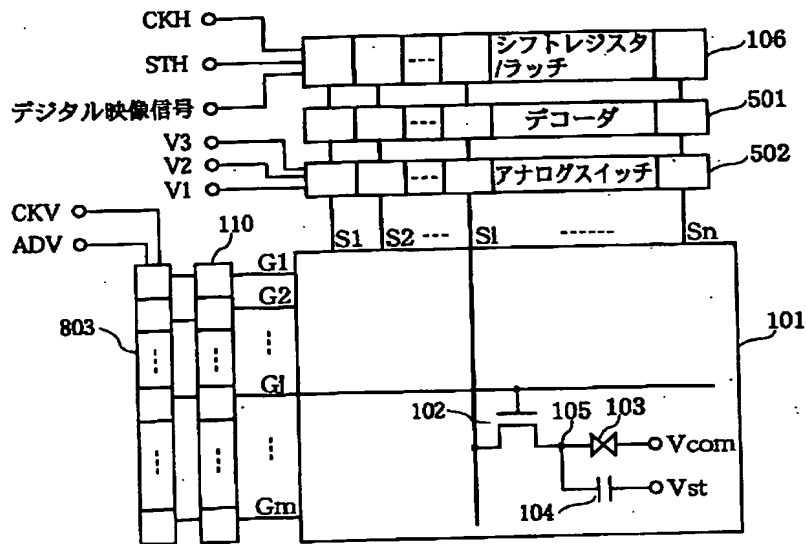 CKH
STH
デジタル映像信号
V3
V2
V1
シフトレジスタ
/ラッチ
106
デコーダ
501
アナログスイッチ
502
CKV
ADV
110
803
S1 S2 --- Sl ------ Sn
G1
G2
Gl
Gm
101
102
105
103
Vcom
104
Vst